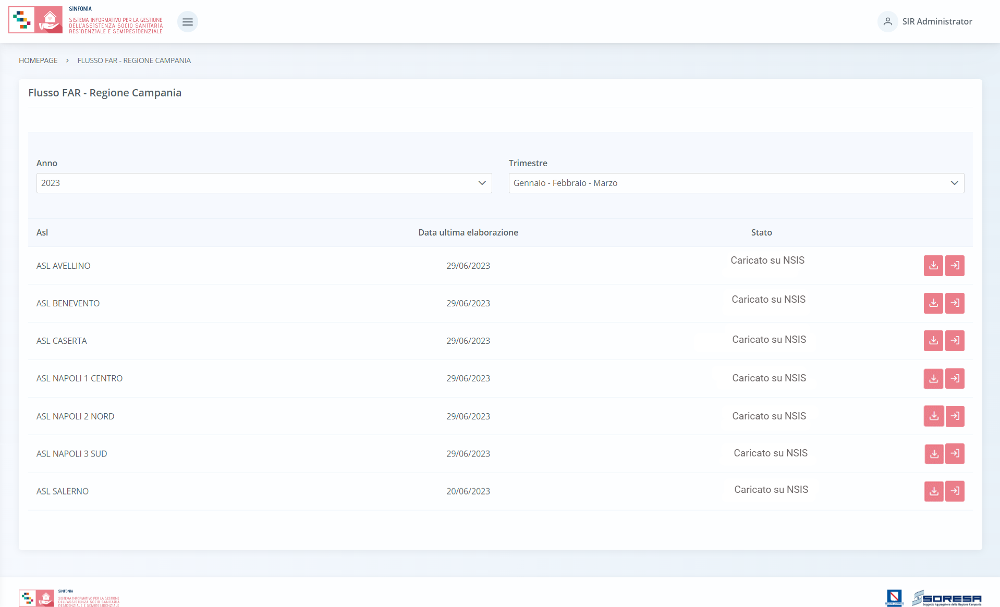 SINFONIA
SISTEMA INFORMATIVO PER LA GESTIONE
DELL'ASSISTENZA SOCIO SANITARIA
RESIDENZIALE E SEMIRESIDENZIALE
SIR Administrator
HOMEPAGE > FLUSSO FAR - REGIONE CAMPANIA
Flusso FAR - Regione Campania
Anno Trimestre
2023 Gennaio - Febbraio - Marzo
Asl Data ultima elaborazione Stato
ASL AVELLINO 29/06/2023 Caricato su NSIS
ASL BENEVENTO 29/06/2023 Caricato su NSIS
ASL CASERTA 29/06/2023 Caricato su NSIS
ASL NAPOLI 1 CENTRO 29/06/2023 Caricato su NSIS
ASL NAPOLI 2 NORD 29/06/2023 Caricato su NSIS
ASL NAPOLI 3 SUD 29/06/2023 Caricato su NSIS
ASL SALERNO 20/06/2023 Caricato su NSIS
SINFONIA
SISTEMA INFORMATIVO PER LA GESTIONE
DELL'ASSISTENZA SOCIO SANITARIA
RESIDENZIALE E SEMIRESIDENZIALE
REGIONE CAMPANIA
SORESA
Soggetto Aggregatore della Regione Campania